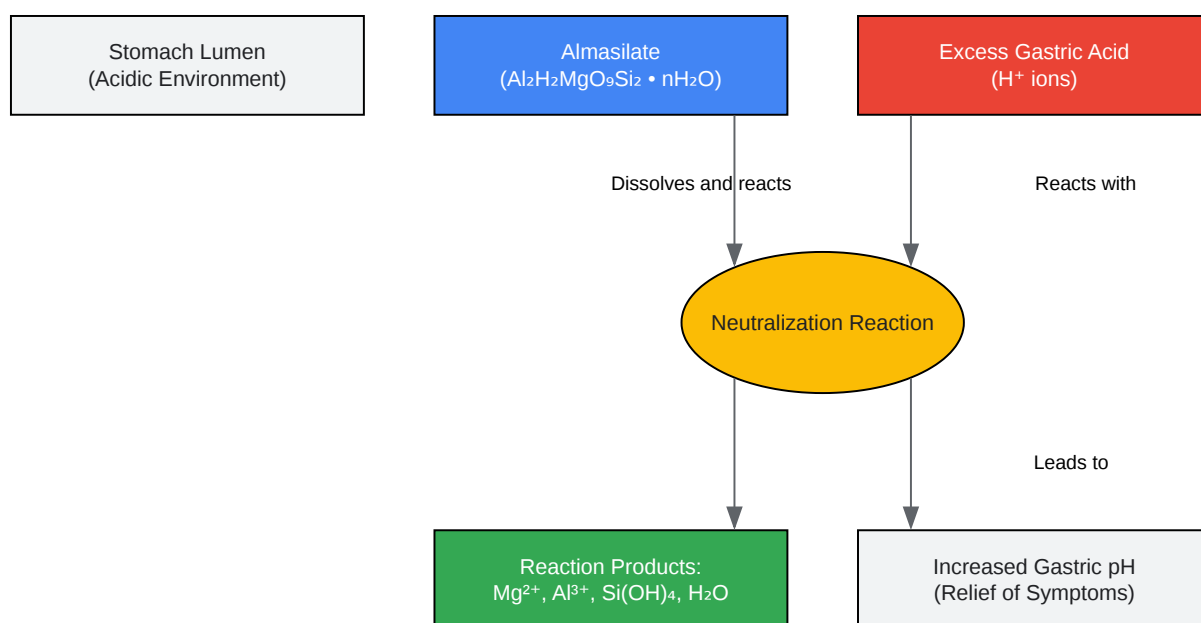 Stomach Lumen
(Acidic Environment)
Almasilate
(Al₂H₂MgO₉Si₂ • nH₂O)
Excess Gastric Acid
(H⁺ ions)
Dissolves and reacts
Reacts with
Neutralization Reaction
Leads to
Reaction Products:
Mg²⁺, Al³⁺, Si(OH)₄, H₂O
Increased Gastric pH
(Relief of Symptoms)